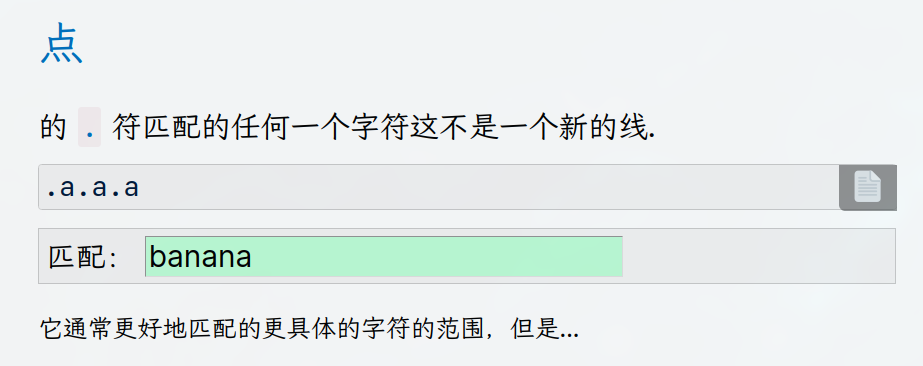 点
的 . 符匹配的任何一个字符这不是一个新的线.
.a.a.a
匹配： banana
它通常更好地匹配的更具体的字符的范围，但是...